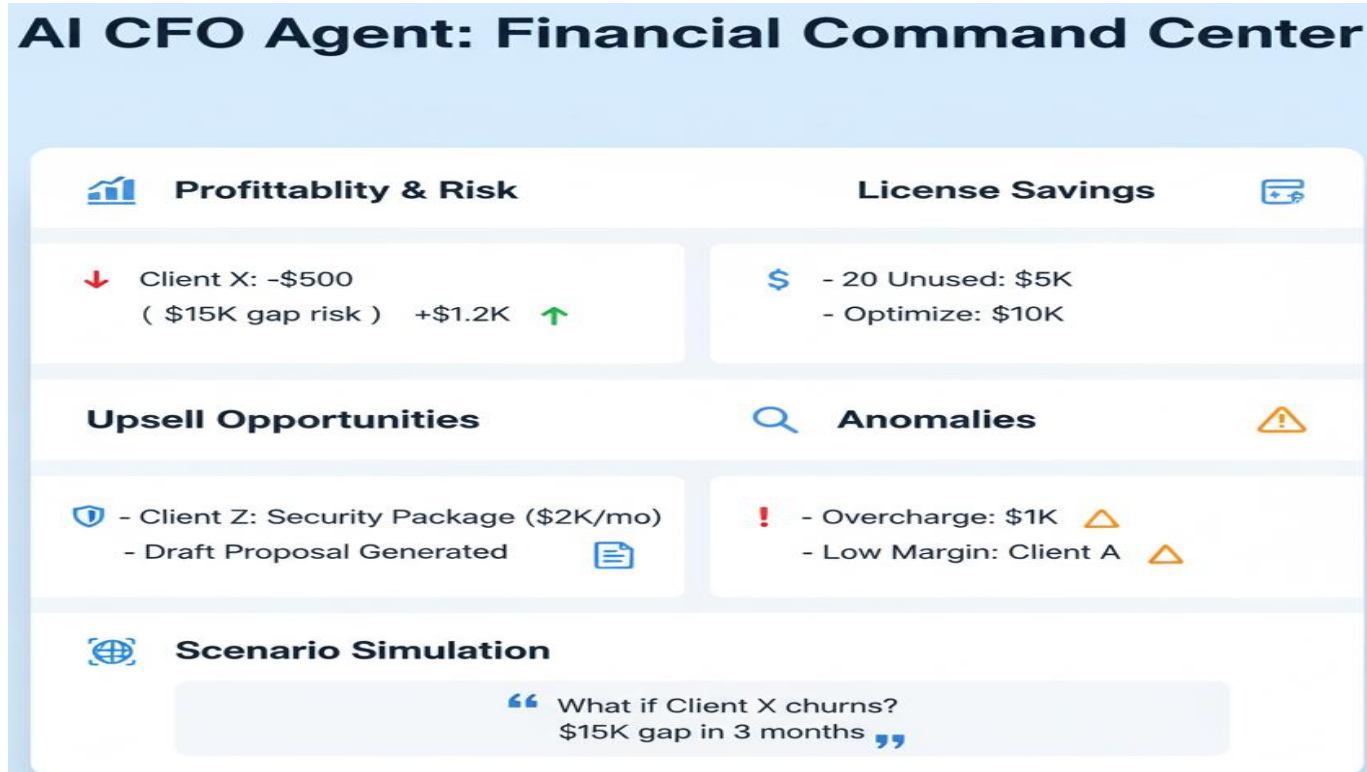 AI CFO Agent: Financial Command Center
Profittablity & Risk
License Savings
Client X: -$500
( $15K gap risk ) +$1.2K
$ - 20 Unused: $5K
- Optimize: $10K
Upsell Opportunities
Anomalies
- Client Z: Security Package ($2K/mo)
- Draft Proposal Generated
! - Overcharge: $1K
- Low Margin: Client A
Scenario Simulation
“ What if Client X churns?
$15K gap in 3 months ”